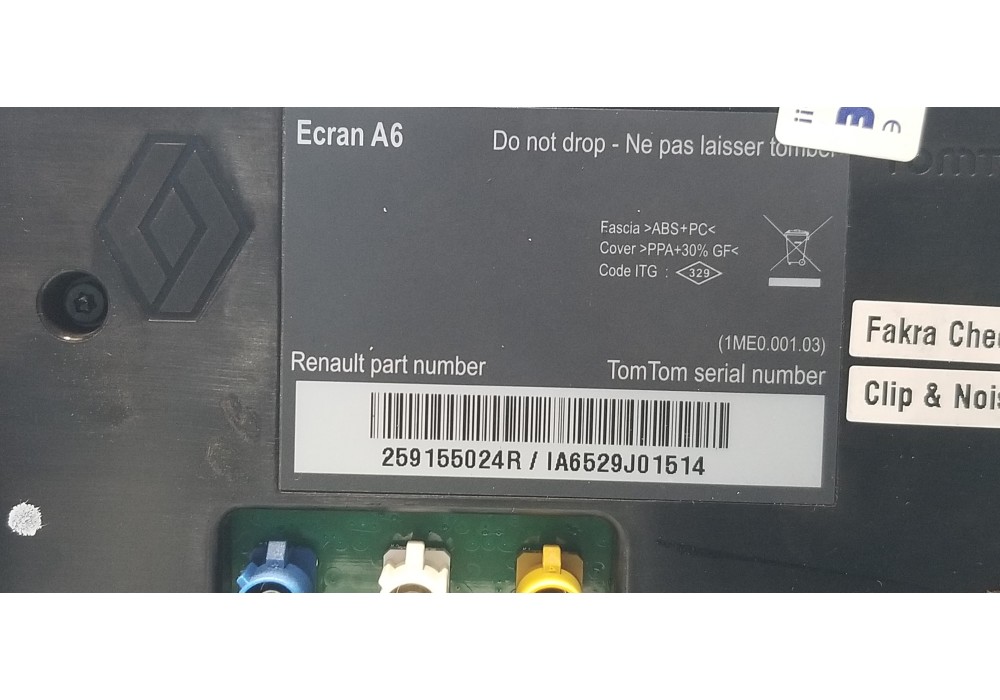 Ecran A6
Do not drop - Ne pas laisser tomber
Fascia >ABS+PC<
Cover >PPA+30% GF<
Code ITG : 329
(1ME0.001.03)
Renault part number
TomTom serial number
259155024R / IA6529J01514
Fakra Che
Clip & Nois